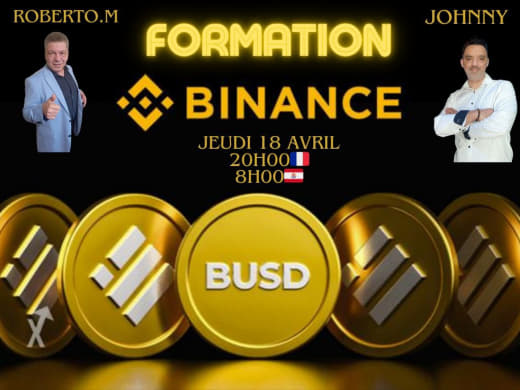 ROBERTO.M
JOHNNY
FORMATION
BINANCE
JEUDI 18 AVRIL
20H00
8H00
BUSD
X